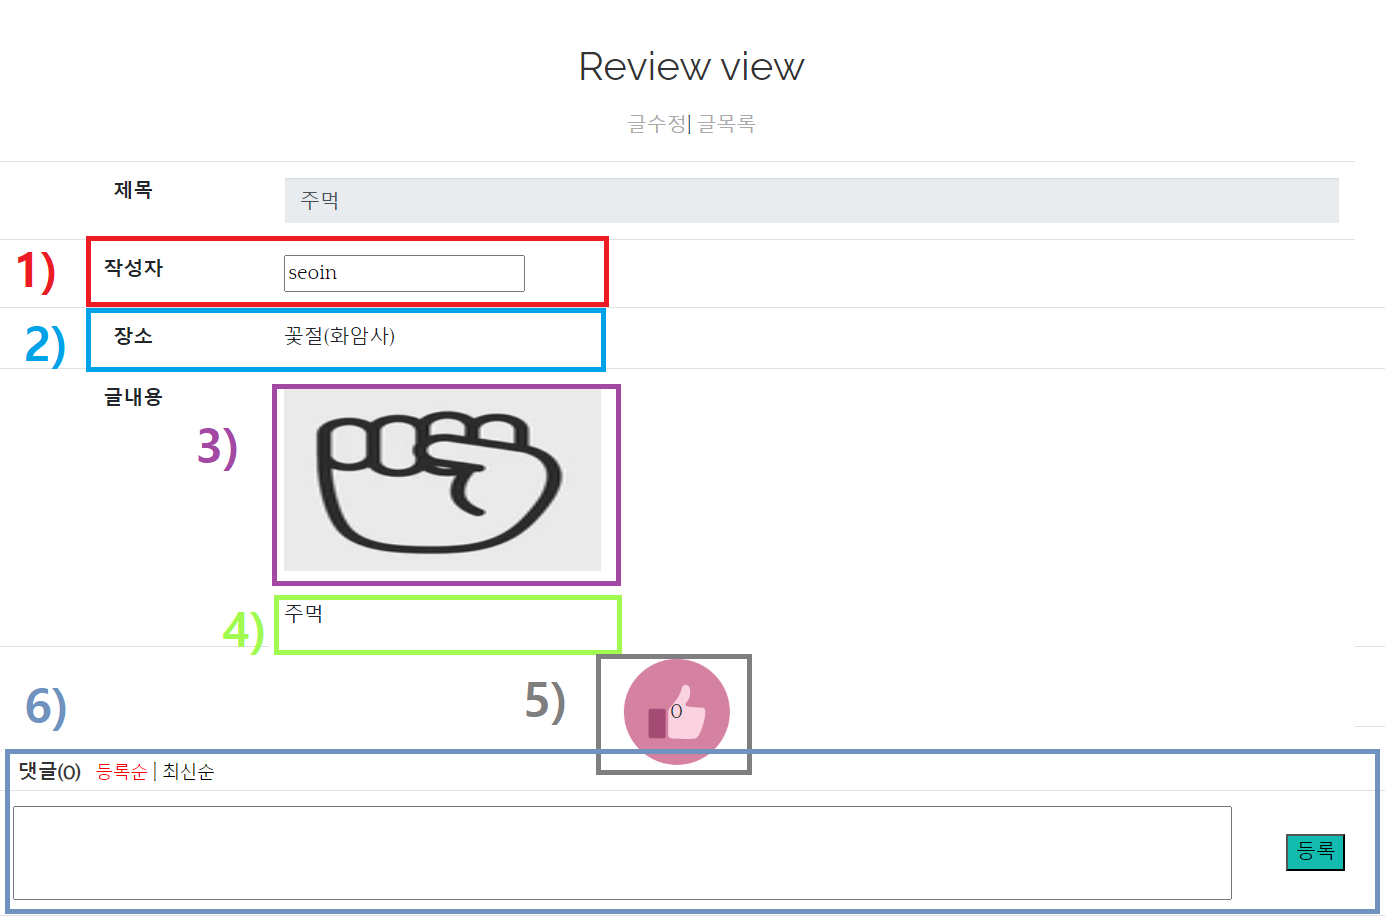 Review view
글수정| 글목록
제목 주먹
1) 작성자 seoin
2) 장소 꽃절(화암사)
글내용
3)
4) 주먹
5) 0
6)
댓글(0) 등록순 | 최신순
등록